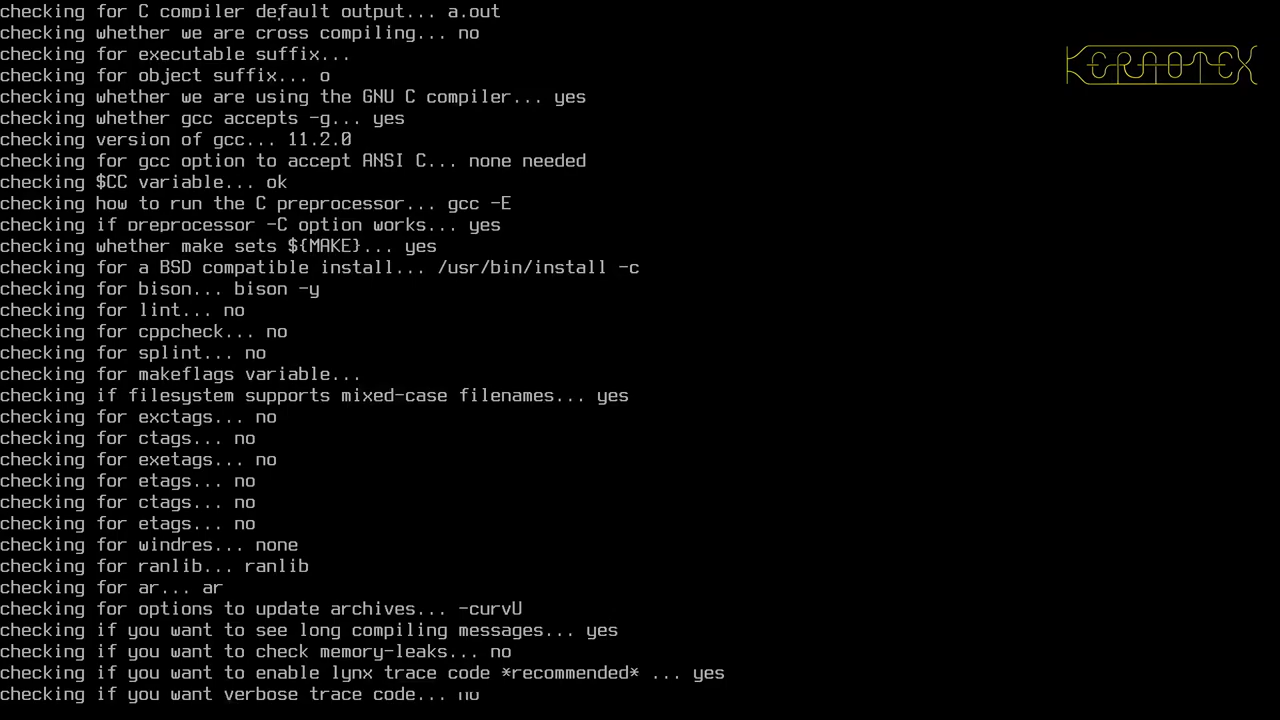 checking for C compiler default output... a.out
checking whether we are cross compiling... no
checking for executable suffix...
checking for object suffix... o
checking whether we are using the GNU C compiler... yes
checking whether gcc accepts -g... yes
checking version of gcc... 11.2.0
checking for gcc option to accept ANSI C... none needed
checking $CC variable... ok
checking how to run the C preprocessor... gcc -E
checking if preprocessor -C option works... yes
checking whether make sets ${MAKE}... yes
checking for a BSD compatible install... /usr/bin/install -c
checking for bison... bison -y
checking for lint... no
checking for cppcheck... no
checking for splint... no
checking for makeflags variable...
checking if filesystem supports mixed-case filenames... yes
checking for exctags... no
checking for ctags... no
checking for exetags... no
checking for etags... no
checking for ctags... no
checking for etags... no
checking for windres... none
checking for ranlib... ranlib
checking for ar... ar
checking for options to update archives... -curvU
checking if you want to see long compiling messages... yes
checking if you want to check memory-leaks... no
checking if you want to enable lynx trace code *recommended* ... yes
checking if you want verbose trace code... no
KERNOTEX